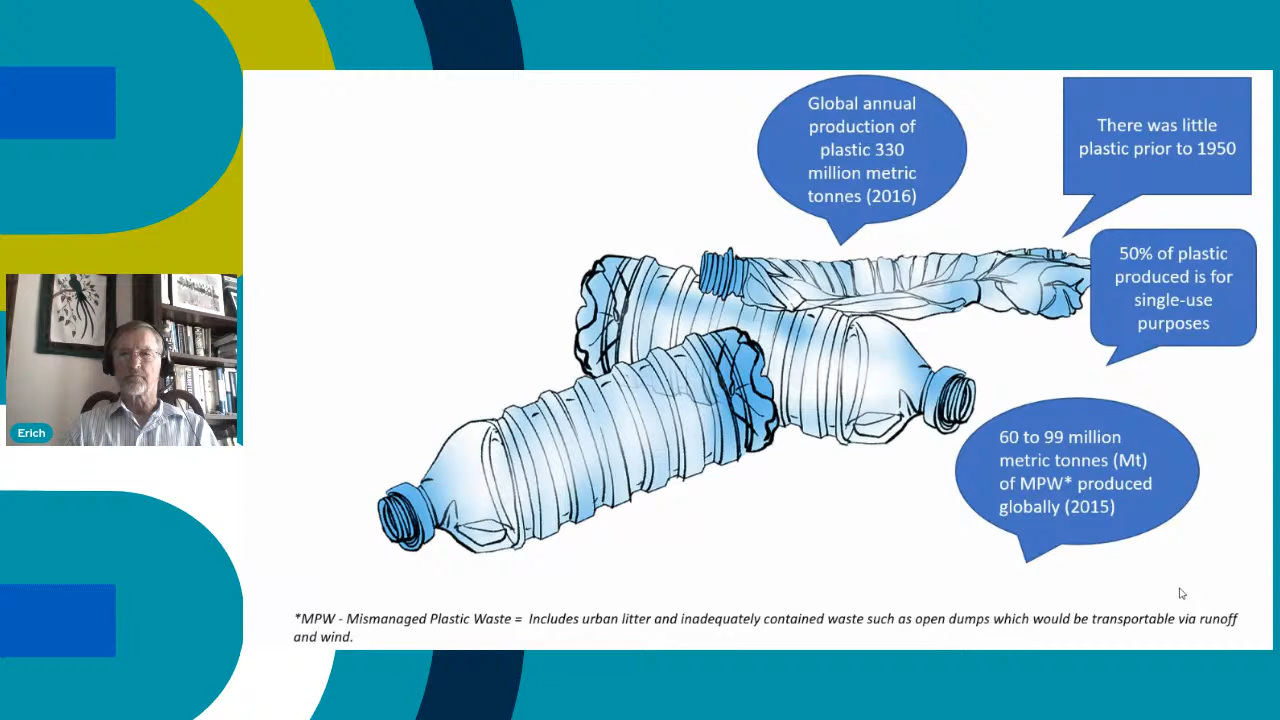 Global annual
production of
plastic 330
million metric
tonnes (2016)
There was little
plastic prior to 1950
50% of plastic
produced is for
single-use
purposes
60 to 99 million
metric tonnes (Mt)
of MPW* produced
globally (2015)
Erich
*MPW - Mismanaged Plastic Waste = Includes urban litter and inadequately contained waste such as open dumps which would be transportable via runoff
and wind.